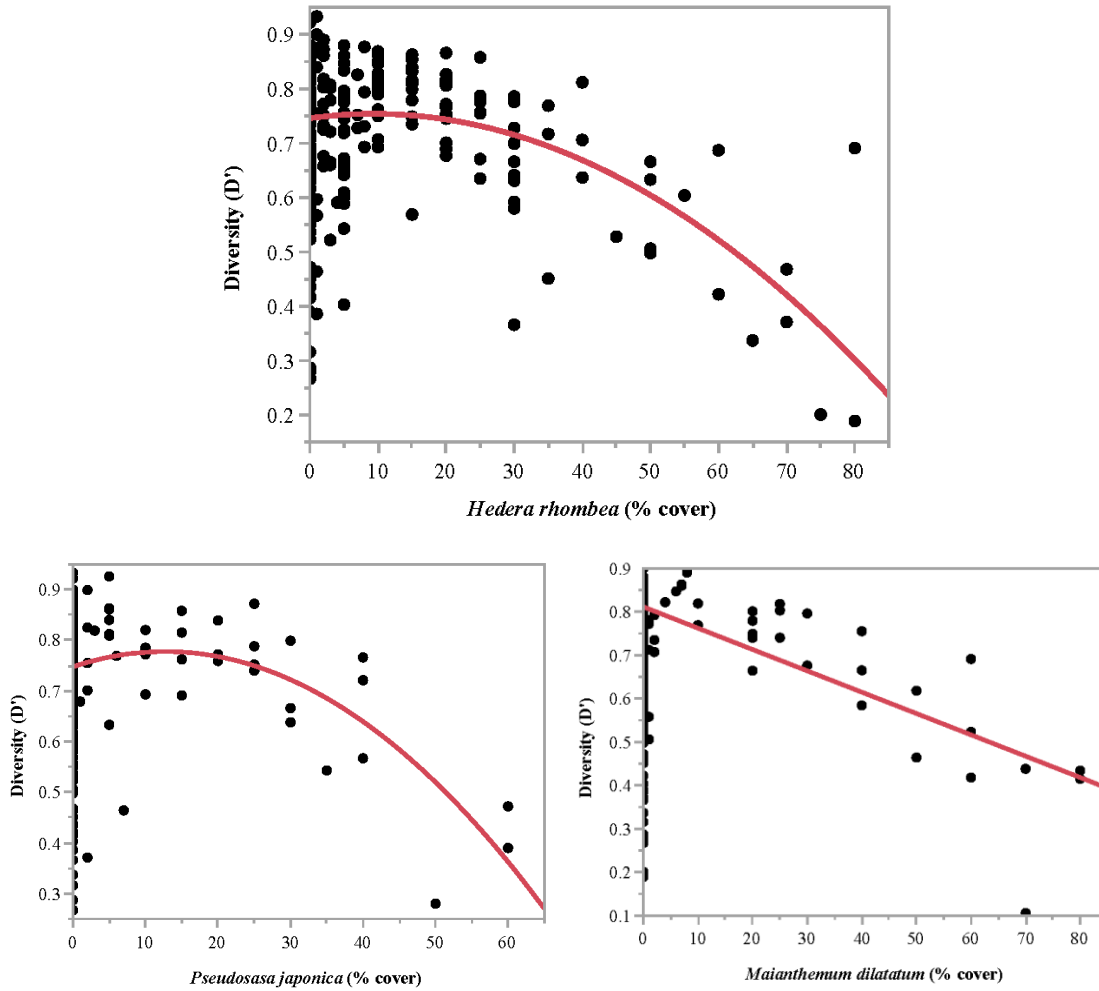 0.9
0.8
0.7
0.6
0.5
0.4
0.3
0.2
Diversity (D')
0 10 20 30 40 50 60 70 80
Hedera rhombea (% cover)
0.9
0.8
0.7
0.6
0.5
0.4
0.3
Diversity (D')
0 10 20 30 40 50 60
Pseudosasa japonica (% cover)
0.9
0.8
0.7
0.6
0.5
0.4
0.3
0.2
0.1
Diversity (D')
0 10 20 30 40 50 60 70 80
Maianthemum dilatatum (% cover)